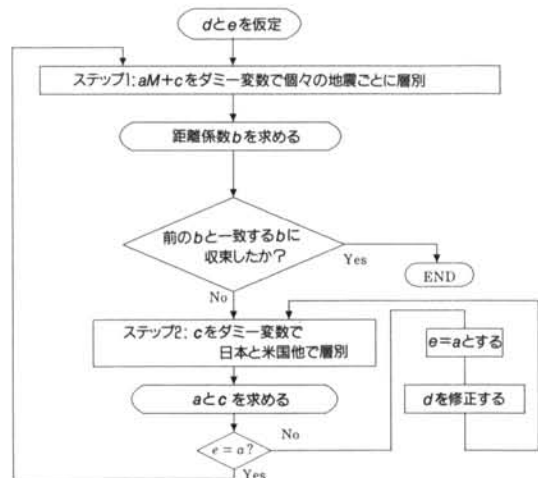 dとeを仮定
ステップ1:aM+cをダミー変数で個々の地震ごとに層別
距離係数bを求める
前のbと一致するbに
収束したか?
Yes
END
No
ステップ2:cをダミー変数で
日本と米国他で層別
e=aとする
aとcを求める
dを修正する
No
e=a?
Yes